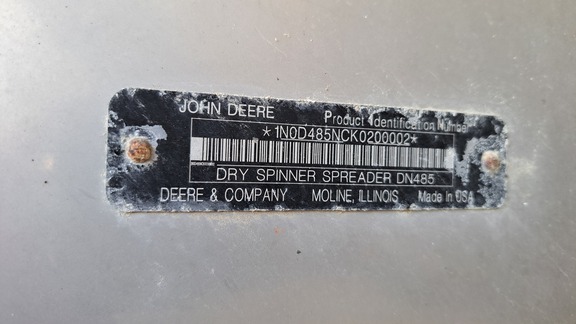 JOHN DEERE Product Identification Number
*1N0D485NCK0200002*
DRY SPINNER SPREADER DN485
DEERE & COMPANY MOLINE, ILLINOIS Made In USA